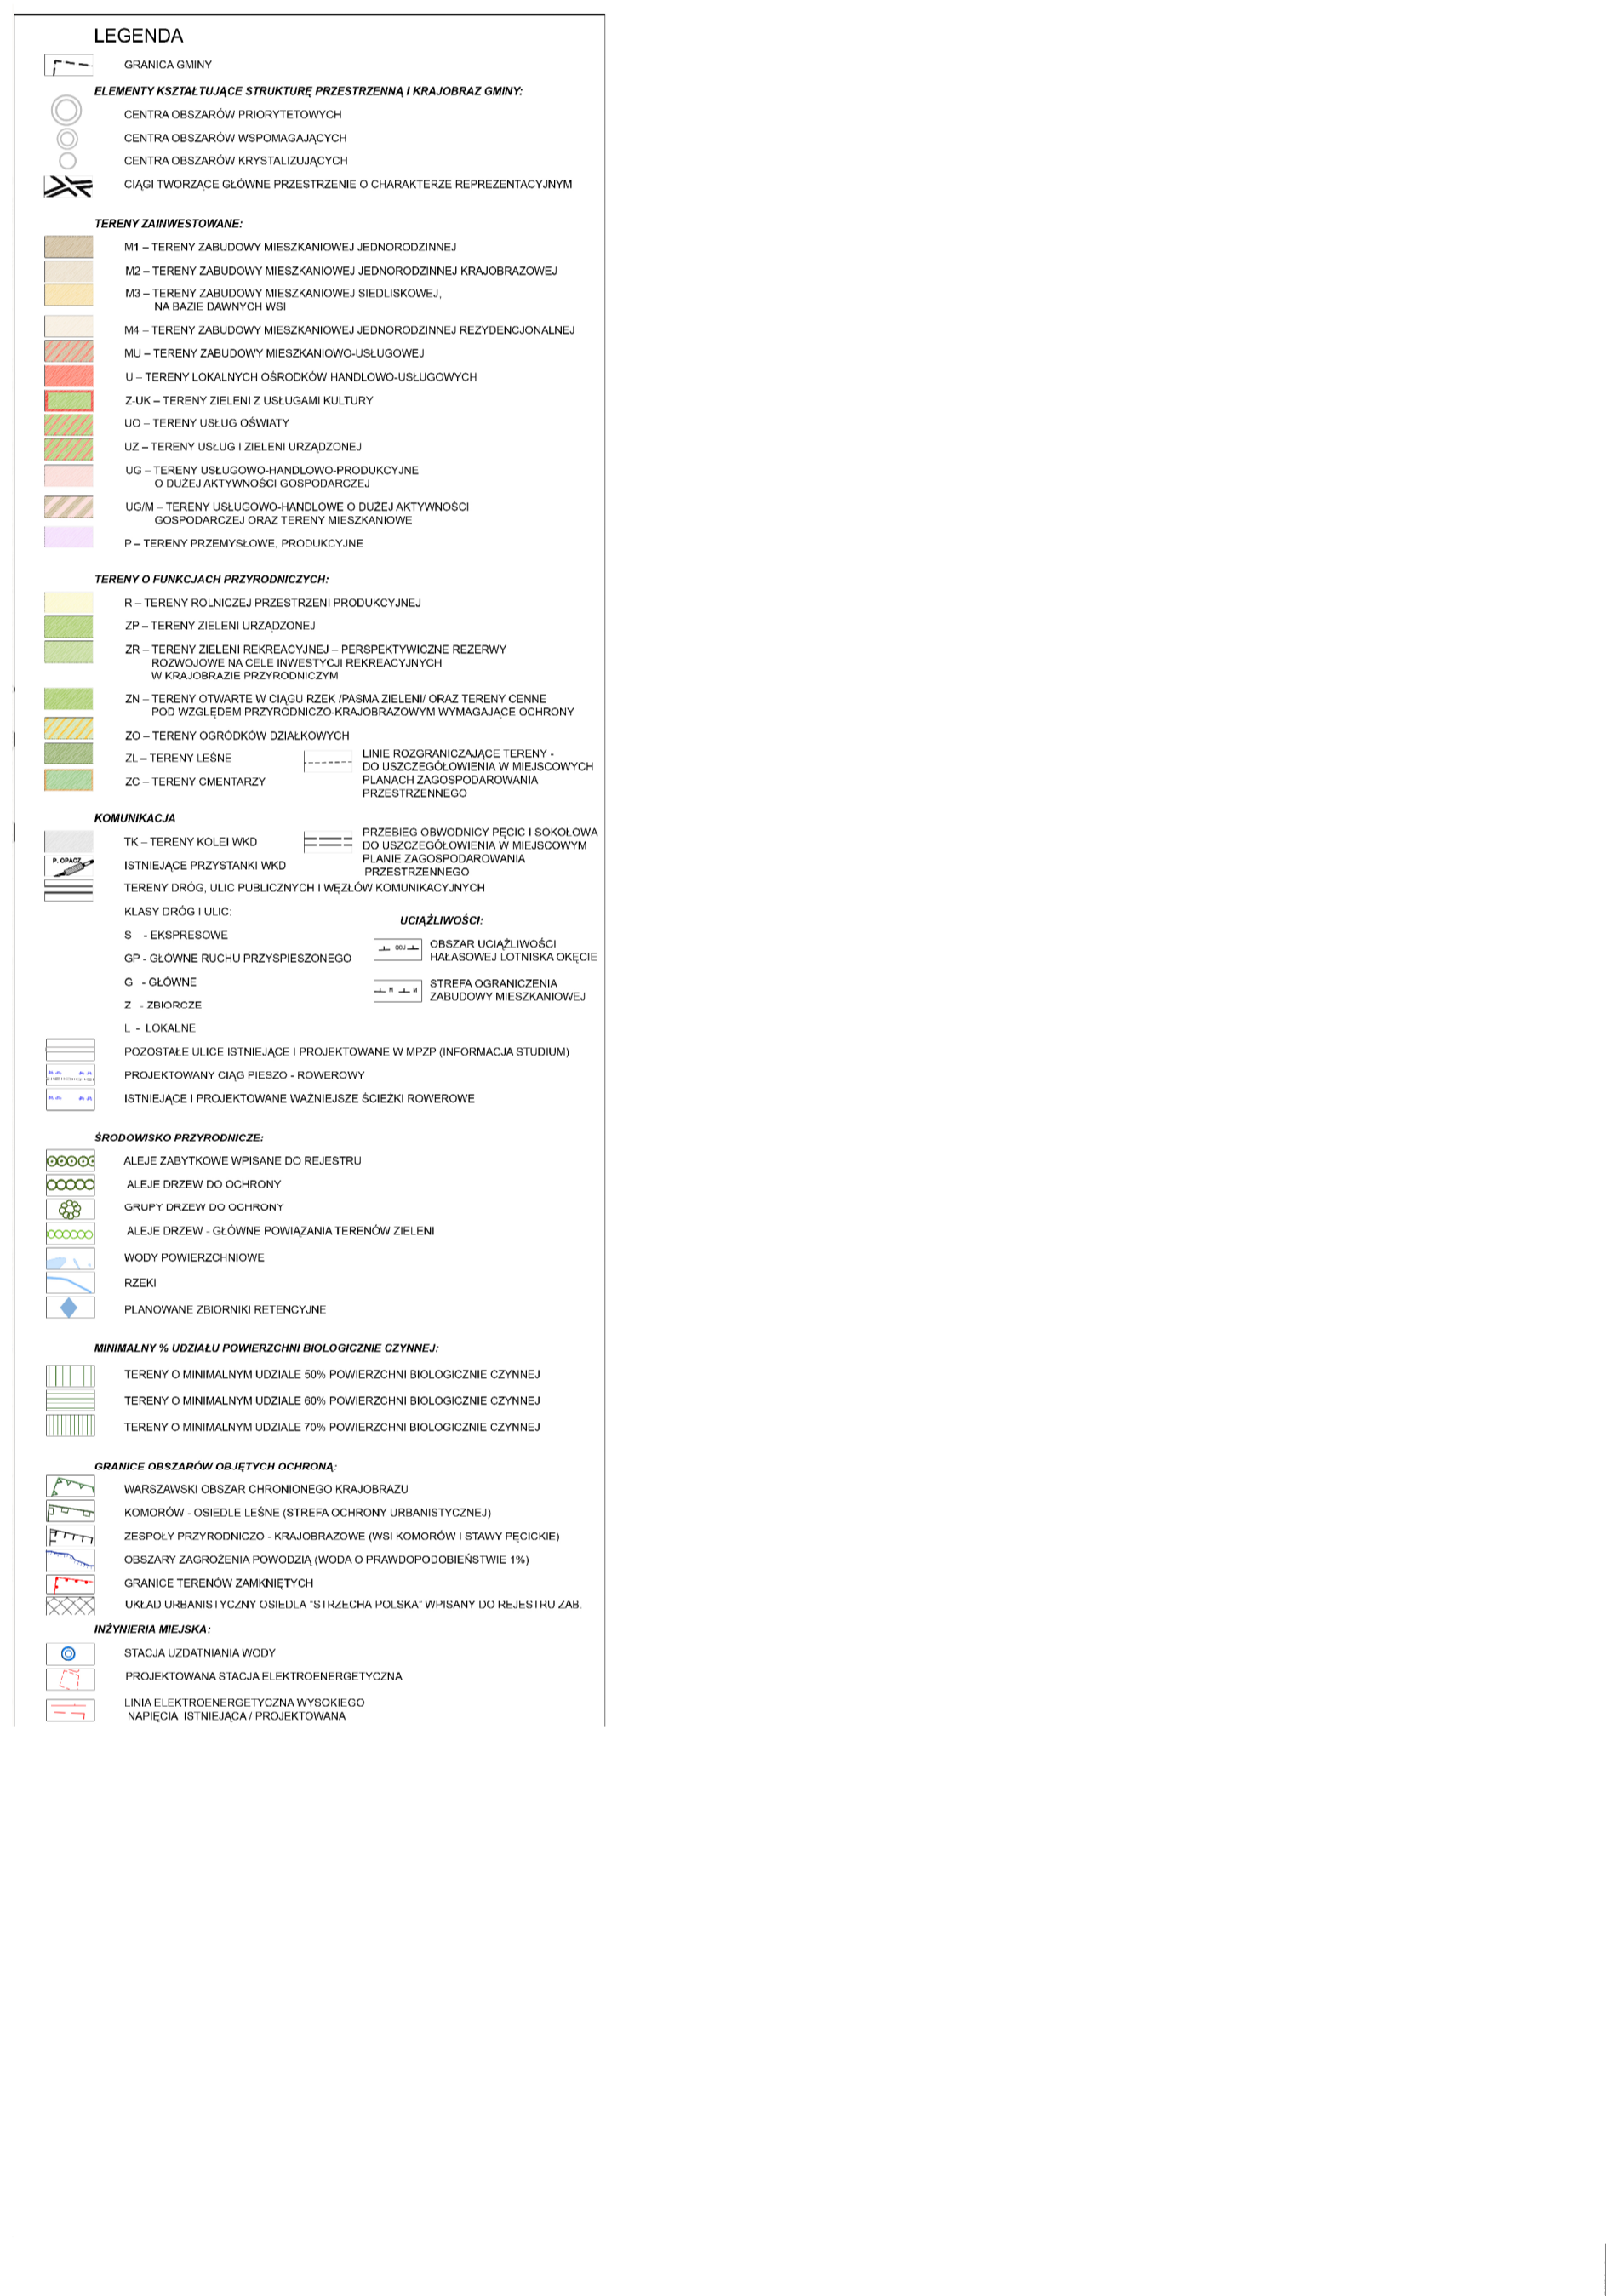 LEGENDA
GRANICA GMINY
ELEMENTY KSZTAŁTUJĄCE STRUKTURĘ PRZESTRZENNĄ I KRAJOBRAZ GMINY:
CENTRA OBSZARÓW PRIORYTETOWYCH
CENTRA OBSZARÓW WSPOMAGAJĄCYCH
CENTRA OBSZARÓW KRYSTALIZUJĄCYCH
CIĄGI TWORZĄCE GŁÓWNE PRZESTRZENIE O CHARAKTERZE REPREZENTACYJNYM
TERENY ZAINWESTOWANE:
M1 – TERENY ZABUDOWY MIESZKANIOWEJ JEDNORODZINNEJ
M2 – TERENY ZABUDOWY MIESZKANIOWEJ JEDNORODZINNEJ KRAJOBRAZOWEJ
M3 – TERENY ZABUDOWY MIESZKANIOWEJ SIEDLISKOWEJ,
NA BAZIE DAWNYCH WSI
M4 – TERENY ZABUDOWY MIESZKANIOWEJ JEDNORODZINNEJ REZYDENCJONALNEJ
MU – TERENY ZABUDOWY MIESZKANIOWO-USŁUGOWEJ
U – TERENY LOKALNYCH OŚRODKÓW HANDLOWO-USŁUGOWYCH
Z-UK – TERENY ZIELENI Z USŁUGAMI KULTURY
UO – TERENY USŁUG OŚWIATY
UZ – TERENY USŁUG I ZIELENI URZĄDZONEJ
UG – TERENY USŁUGOWO-HANDLOWO-PRODUKCYJNE
O DUŻEJ AKTYWNOŚCI GOSPODARCZEJ
UG/M – TERENY USŁUGOWO-HANDLOWE O DUŻEJ AKTYWNOŚCI
GOSPODARCZEJ ORAZ TERENY MIESZKANIOWE
P – TERENY PRZEMYSŁOWE, PRODUKCYJNE
TERENY O FUNKCJACH PRZYRODNICZYCH:
R – TERENY ROLNICZEJ PRZESTRZENI PRODUKCYJNEJ
ZP – TERENY ZIELENI URZĄDZONEJ
ZR – TERENY ZIELENI REKREACYJNEJ – PERSPEKTYWICZNE REZERWY
ROZWOJOWE NA CELE INWESTYCJI REKREACYJNYCH
W KRAJOBRAZIE PRZYRODNICZYM
ZN – TERENY OTWARTE W CIĄGU RZEK /PASMA ZIELENI/ ORAZ TERENY CENNE
POD WZGLĘDEM PRZYRODNICZO-KRAJOBRAZOWYM WYMAGAJĄCE OCHRONY
ZO – TERENY OGRÓDKÓW DZIAŁKOWYCH
ZL – TERENY LEŚNE
ZC – TERENY CMENTARZY
LINIE ROZGRANICZAJĄCE TERENY -
DO USZCZEGÓŁOWIENIA W MIEJSCOWYCH
PLANACH ZAGOSPODAROWANIA
PRZESTRZENNEGO
KOMUNIKACJA
TK – TERENY KOLEI WKD
PRZEBIEG OBWODNICY PĘCIC I SOKOŁOWA
DO USZCZEGÓŁOWIENIA W MIEJSCOWYM
PLANIE ZAGOSPODAROWANIA
PRZESTRZENNEGO
P. OPACZ
ISTNIEJĄCE PRZYSTANKI WKD
TERENY DRÓG, ULIC PUBLICZNYCH I WĘZŁÓW KOMUNIKACYJNYCH
KLASY DRÓG I ULIC:
S - EKSPRESOWE
GP - GŁÓWNE RUCHU PRZYSPIESZONEGO
G - GŁÓWNE
Z - ZBIORCZE
L - LOKALNE
UCIĄŻLIWOŚCI:
OOU
OBSZAR UCIĄŻLIWOŚCI
HAŁASOWEJ LOTNISKA OKĘCIE
M M
STREFA OGRANICZENIA
ZABUDOWY MIESZKANIOWEJ
POZOSTAŁE ULICE ISTNIEJĄCE I PROJEKTOWANE W MPZP (INFORMACJA STUDIUM)
PROJEKTOWANY CIĄG PIESZO - ROWEROWY
ISTNIEJĄCE I PROJEKTOWANE WAŻNIEJSZE ŚCIEŻKI ROWEROWE
ŚRODOWISKO PRZYRODNICZE:
ALEJE ZABYTKOWE WPISANE DO REJESTRU
ALEJE DRZEW DO OCHRONY
GRUPY DRZEW DO OCHRONY
ALEJE DRZEW - GŁÓWNE POWIĄZANIA TERENÓW ZIELENI
WODY POWIERZCHNIOWE
RZEKI
PLANOWANE ZBIORNIKI RETENCYJNE
MINIMALNY % UDZIAŁU POWIERZCHNI BIOLOGICZNIE CZYNNEJ:
TERENY O MINIMALNYM UDZIALE 50% POWIERZCHNI BIOLOGICZNIE CZYNNEJ
TERENY O MINIMALNYM UDZIALE 60% POWIERZCHNI BIOLOGICZNIE CZYNNEJ
TERENY O MINIMALNYM UDZIALE 70% POWIERZCHNI BIOLOGICZNIE CZYNNEJ
GRANICE OBSZARÓW OBJĘTYCH OCHRONĄ:
WARSZAWSKI OBSZAR CHRONIONEGO KRAJOBRAZU
KOMORÓW - OSIEDLE LEŚNE (STREFA OCHRONY URBANISTYCZNEJ)
ZESPOŁY PRZYRODNICZO - KRAJOBRAZOWE (WSI KOMORÓW I STAWY PĘCICKIE)
OBSZARY ZAGROŻENIA POWODZIĄ (WODA O PRAWDOPODOBIEŃSTWIE 1%)
GRANICE TERENÓW ZAMKNIĘTYCH
UKŁAD URBANISTYCZNY OSIEDLA "STRZECHA POLSKA" WPISANY DO REJESTRU ZAB.
INŻYNIERIA MIEJSKA:
STACJA UZDATNIANIA WODY
PROJEKTOWANA STACJA ELEKTROENERGETYCZNA
LINIA ELEKTROENERGETYCZNA WYSOKIEGO
NAPIĘCIA ISTNIEJĄCA / PROJEKTOWANA